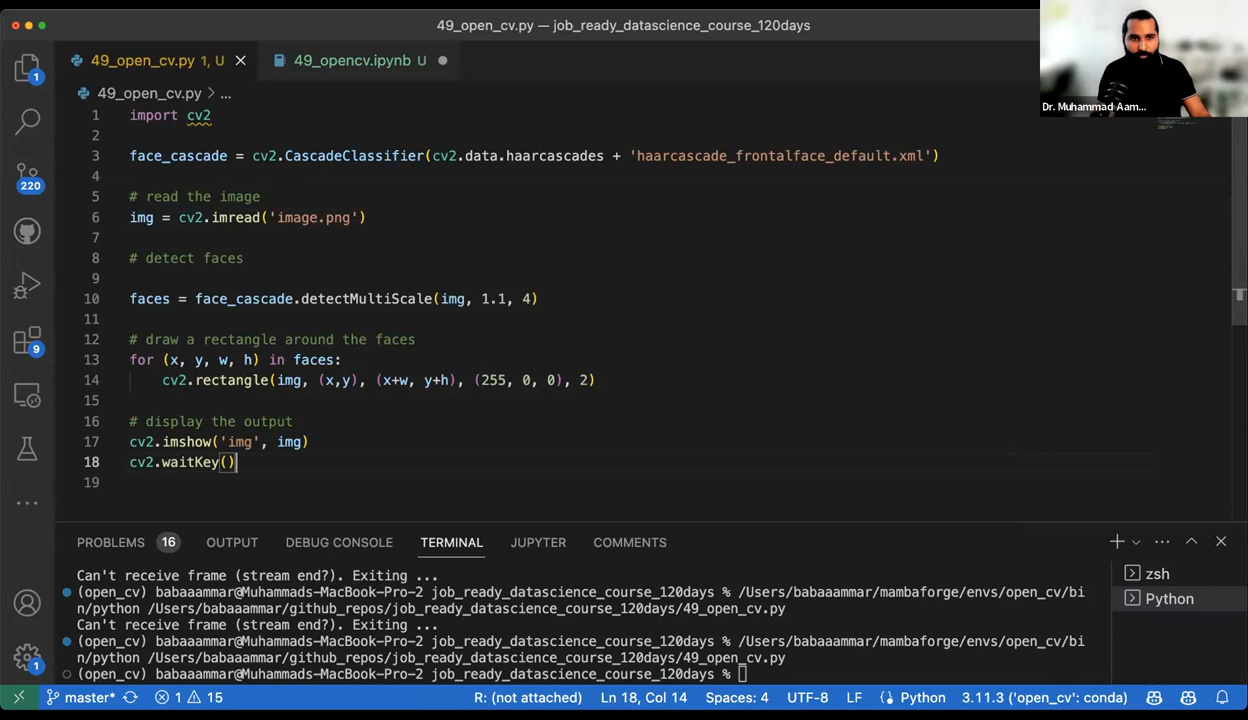 49_open_cv.py — job_ready_datascience_course_120days
49_open_cv.py 1, U
49_opencv.ipynb U
49_open_cv.py > ...
1 import cv2
2
3 face_cascade = cv2.CascadeClassifier(cv2.data.haarcascades + 'haarcascade_frontalface_default.xml')
4
5 # read the image
6 img = cv2.imread('image.png')
7
8 # detect faces
9
10 faces = face_cascade.detectMultiScale(img, 1.1, 4)
11
12 # draw a rectangle around the faces
13 for (x, y, w, h) in faces:
14 cv2.rectangle(img, (x,y), (x+w, y+h), (255, 0, 0), 2)
15
16 # display the output
17 cv2.imshow('img', img)
18 cv2.waitKey()
19
1
220
9
1
Dr. Muhammad Aam...
PROBLEMS 16 OUTPUT DEBUG CONSOLE TERMINAL JUPYTER COMMENTS
Can't receive frame (stream end?). Exiting ...
(open_cv) babaaammar@Muhammads-MacBook-Pro-2 job_ready_datascience_course_120days % /Users/babaaammar/mambaforge/envs/open_cv/bi
n/python /Users/babaaammar/github_repos/job_ready_datascience_course_120days/49_open_cv.py
Can't receive frame (stream end?). Exiting ...
(open_cv) babaaammar@Muhammads-MacBook-Pro-2 job_ready_datascience_course_120days % /Users/babaaammar/mambaforge/envs/open_cv/bi
n/python /Users/babaaammar/github_repos/job_ready_datascience_course_120days/49_open_cv.py
(open_cv) babaaammar@Muhammads-MacBook-Pro-2 job_ready_datascience_course_120days %
zsh
Python
master* 1 15 R: (not attached) Ln 18, Col 14 Spaces: 4 UTF-8 LF Python 3.11.3 ('open_cv': conda)